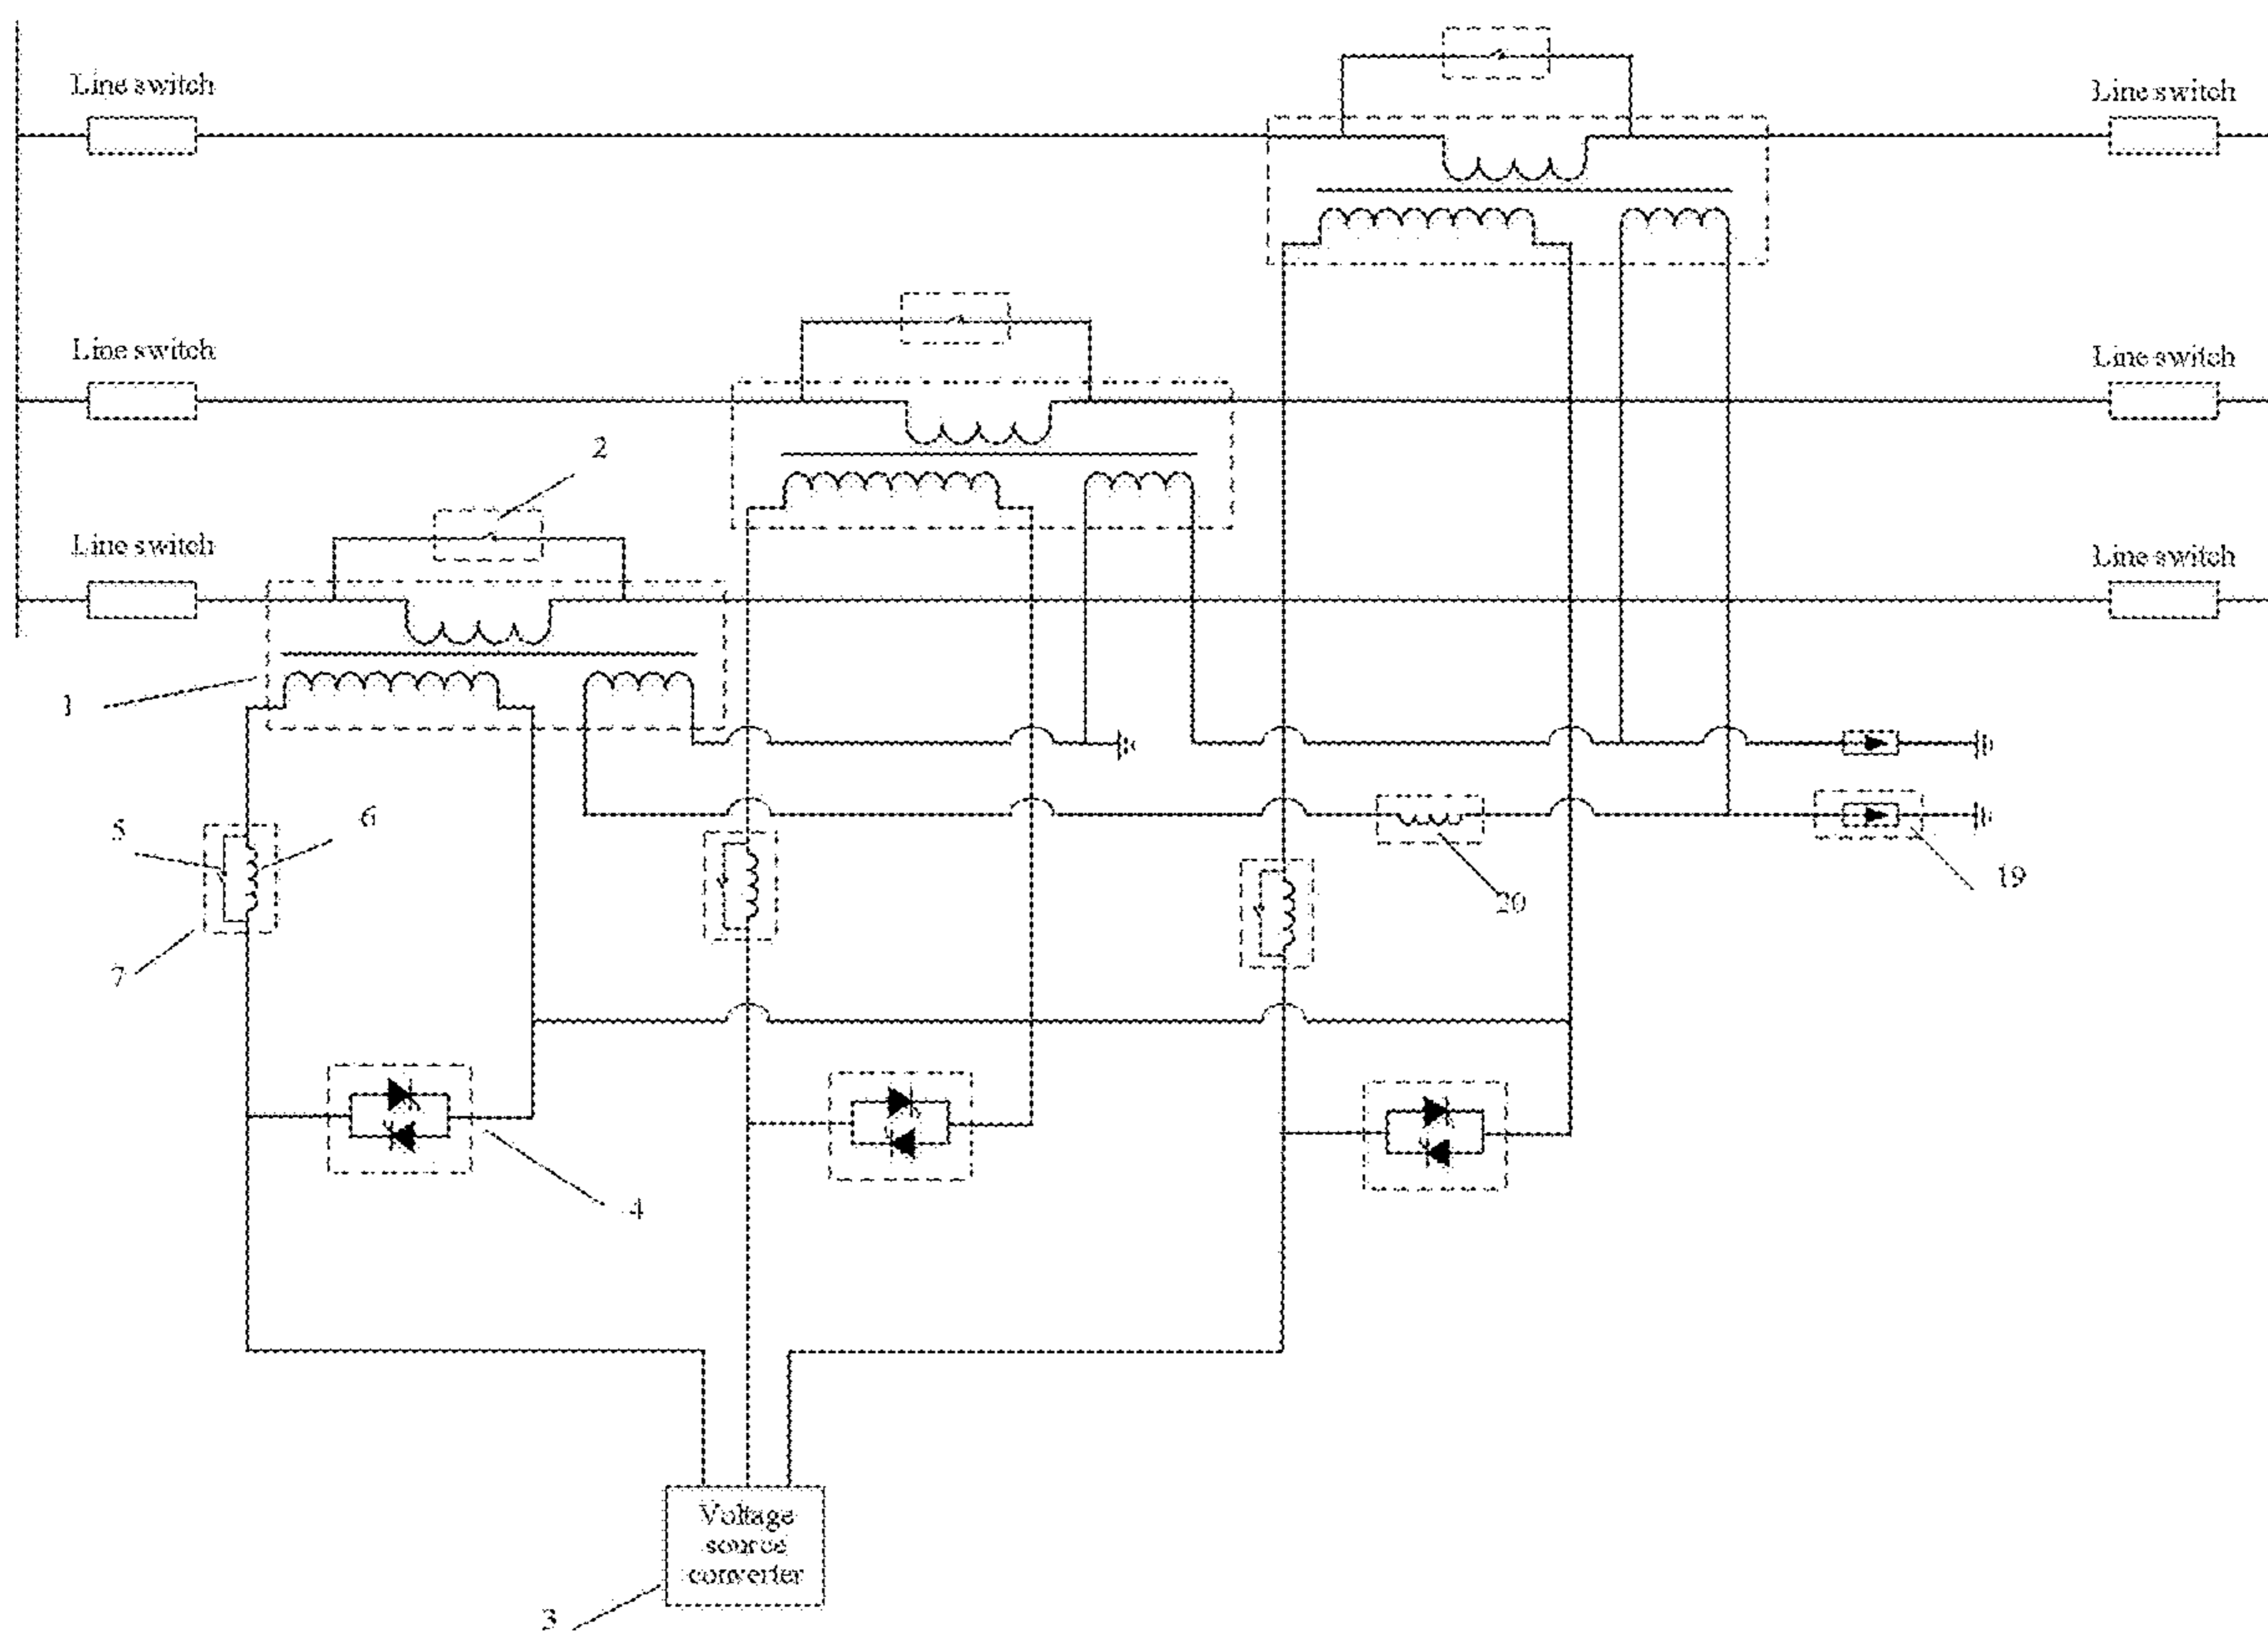 Line switch
Line switch
Line switch
Line switch
2
Line switch
Line switch
1
5
6
7
20
19
4
Voltage
source
converter
3